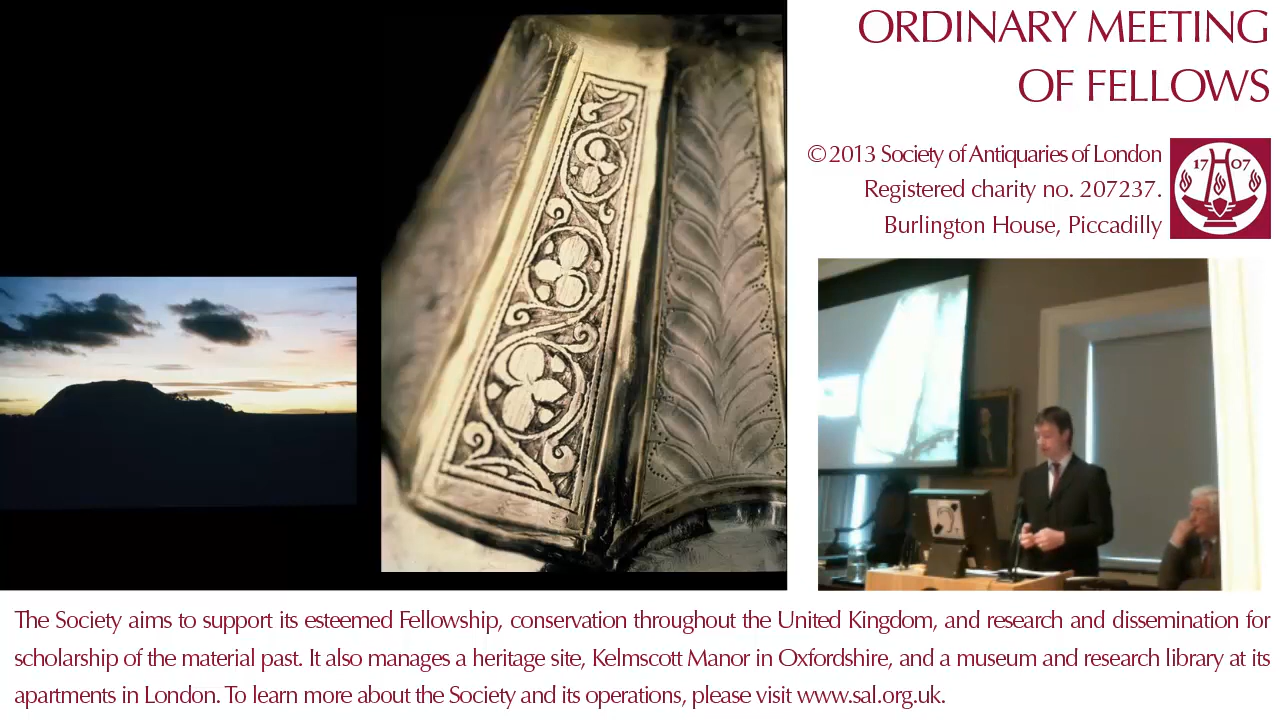 ORDINARY MEETING
OF FELLOWS
© 2013 Society of Antiquaries of London
Registered charity no. 207237.
Burlington House, Piccadilly
17 07
The Society aims to support its esteemed Fellowship, conservation throughout the United Kingdom, and research and dissemination for
scholarship of the material past. It also manages a heritage site, Kelmscott Manor in Oxfordshire, and a museum and research library at its
apartments in London. To learn more about the Society and its operations, please visit www.sal.org.uk.